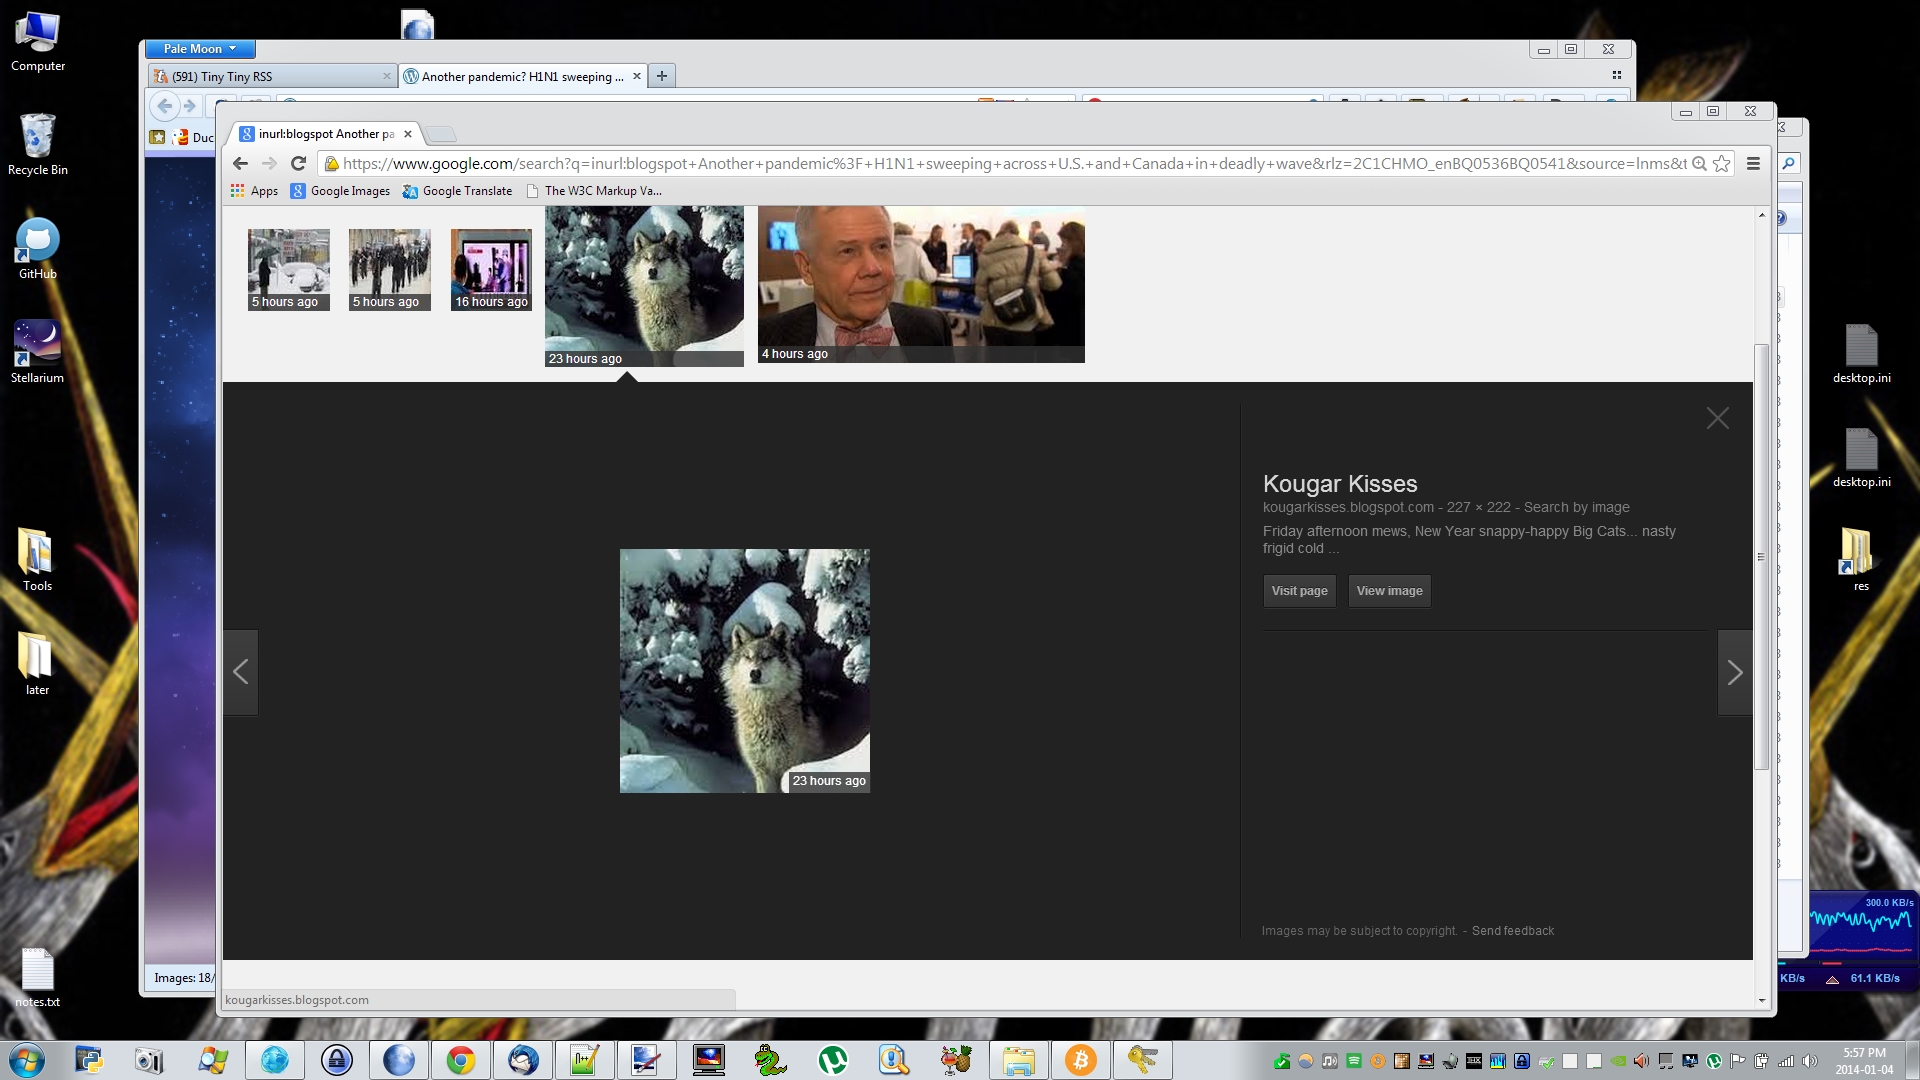 Computer
Recycle Bin
GitHub
Stellarium
Tools
later
notes.txt
desktop.ini
desktop.ini
res
Pale Moon
(591) Tiny Tiny RSS
Another pandemic? H1N1 sweeping ...
Duc
Images: 18/
inurl:blogspot Another pa
https://www.google.com/search?q=inurl:blogspot+Another+pandemic%3F+H1N1+sweeping+across+U.S.+and+Canada+in+deadly+wave&rlz=2C1CHMO_enBQ0536BQ0541&source=lnms&t
Apps Google Images Google Translate The W3C Markup Va...
5 hours ago
5 hours ago
16 hours ago
23 hours ago
4 hours ago
Kougar Kisses
kougarkisses.blogspot.com - 227 × 222 - Search by image
Friday afternoon mews, New Year snappy-happy Big Cats... nasty
frigid cold ...
Visit page View image
23 hours ago
Images may be subject to copyright. - Send feedback
kougarkisses.blogspot.com
300.0 KB/s
KB/s 61.1 KB/s
5:57 PM
2014-01-04